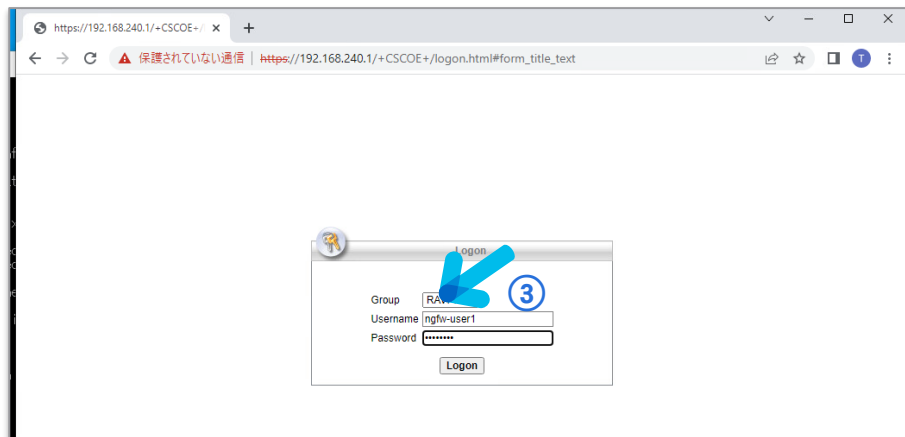 https://192.168.240.1/+CSCOE+/
保護されていない通信 | https://192.168.240.1/+CSCOE+/logon.html#form_title_text
T
Logon
③
Group
Username ngfw-user1
Password ••••••••
Logon